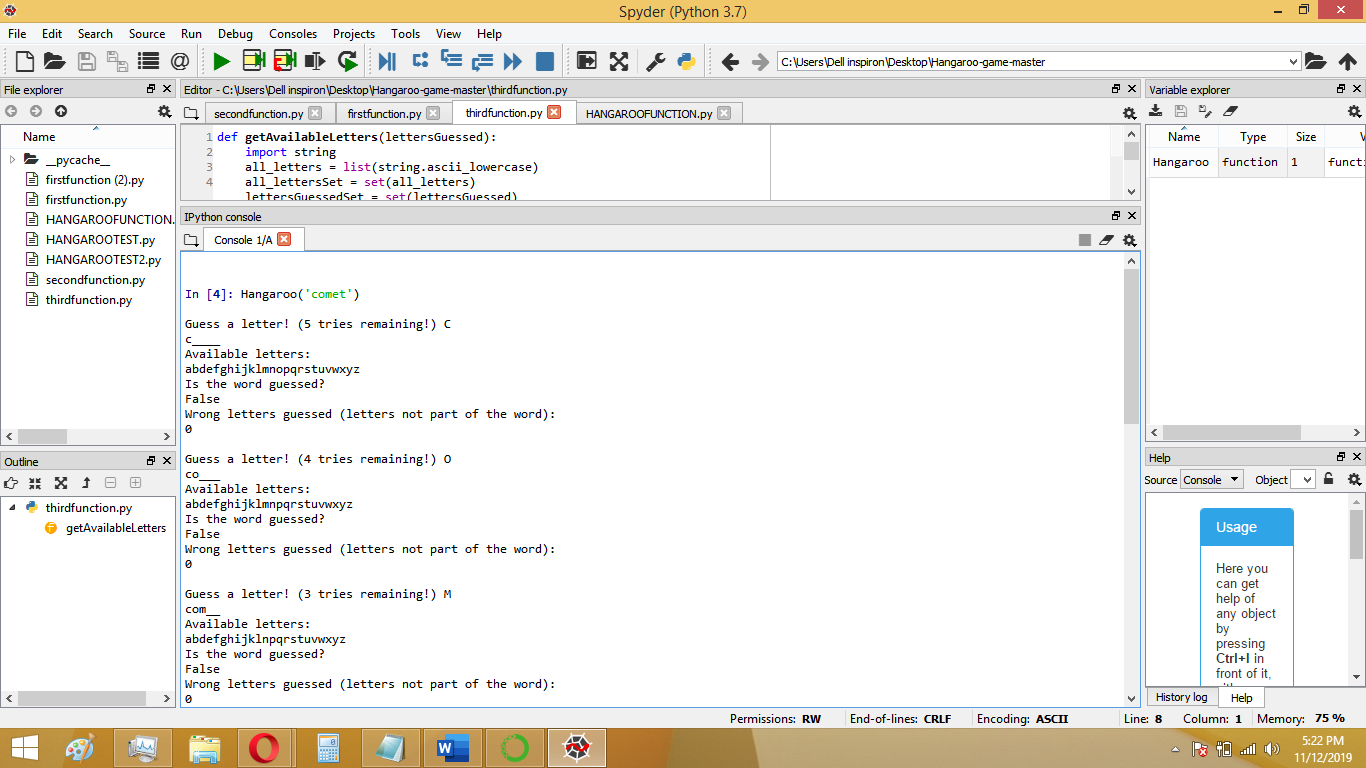 Spyder (Python 3.7)
File Edit Search Source Run Debug Consoles Projects Tools View Help
C:\Users\Dell inspiron\Desktop\Hangaroo-game-master
File explorer
Name
__pycache__
firstfunction (2).py
firstfunction.py
HANGAROOFUNCTION.
HANGAROOTEST.py
HANGAROOTEST2.py
secondfunction.py
thirdfunction.py
Outline
thirdfunction.py
getAvailableLetters
Editor - C:\Users\Dell inspiron\Desktop\Hangaroo-game-master\thirdfunction.py
secondfunction.py firstfunction.py thirdfunction.py HANGAROOFUNCTION.py
1 def getAvailableLetters(lettersGuessed):
2     import string
3     all_letters = list(string.ascii_lowercase)
4     all_lettersSet = set(all_letters)
    lettersGuessedSet = set(lettersGuessed)
IPython console
Console 1/A
In [4]: Hangaroo('comet')
Guess a letter! (5 tries remaining!) C
c____
Available letters:
abdefghijklmnopqrstuvwxyz
Is the word guessed?
False
Wrong letters guessed (letters not part of the word):
0
Guess a letter! (4 tries remaining!) O
co___
Available letters:
abdefghijklmnpqrstuvwxyz
Is the word guessed?
False
Wrong letters guessed (letters not part of the word):
0
Guess a letter! (3 tries remaining!) M
com__
Available letters:
abdefghijklnpqrstuvwxyz
Is the word guessed?
False
Wrong letters guessed (letters not part of the word):
0
Variable explorer
Name Type Size V
Hangaroo function 1 functi
Help
Source Console Object
Usage
Here you
can get
help of
any object
by
pressing
Ctrl+I in
front of it,
History log Help
Permissions: RW End-of-lines: CRLF Encoding: ASCII Line: 8 Column: 1 Memory: 75 %
5:22 PM
11/12/2019